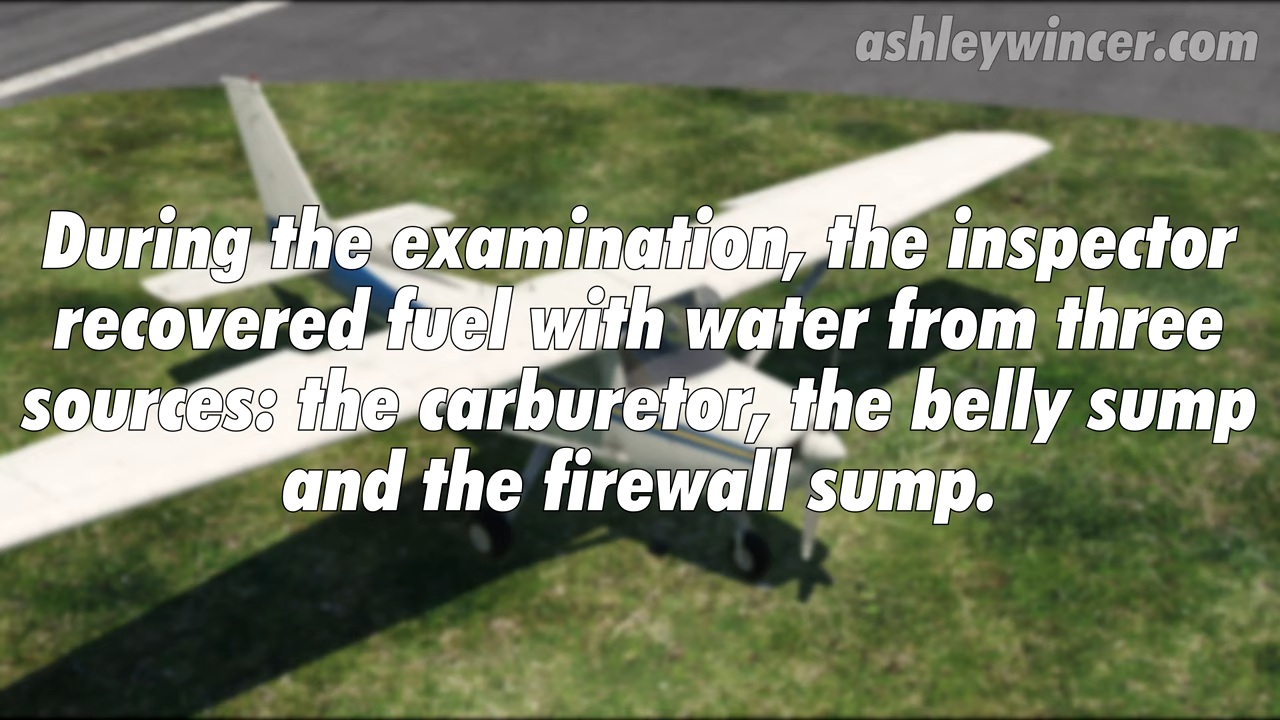 ashleywincer.com
During the examination, the inspector
recovered fuel with water from three
sources: the carburetor, the belly sump
and the firewall sump.